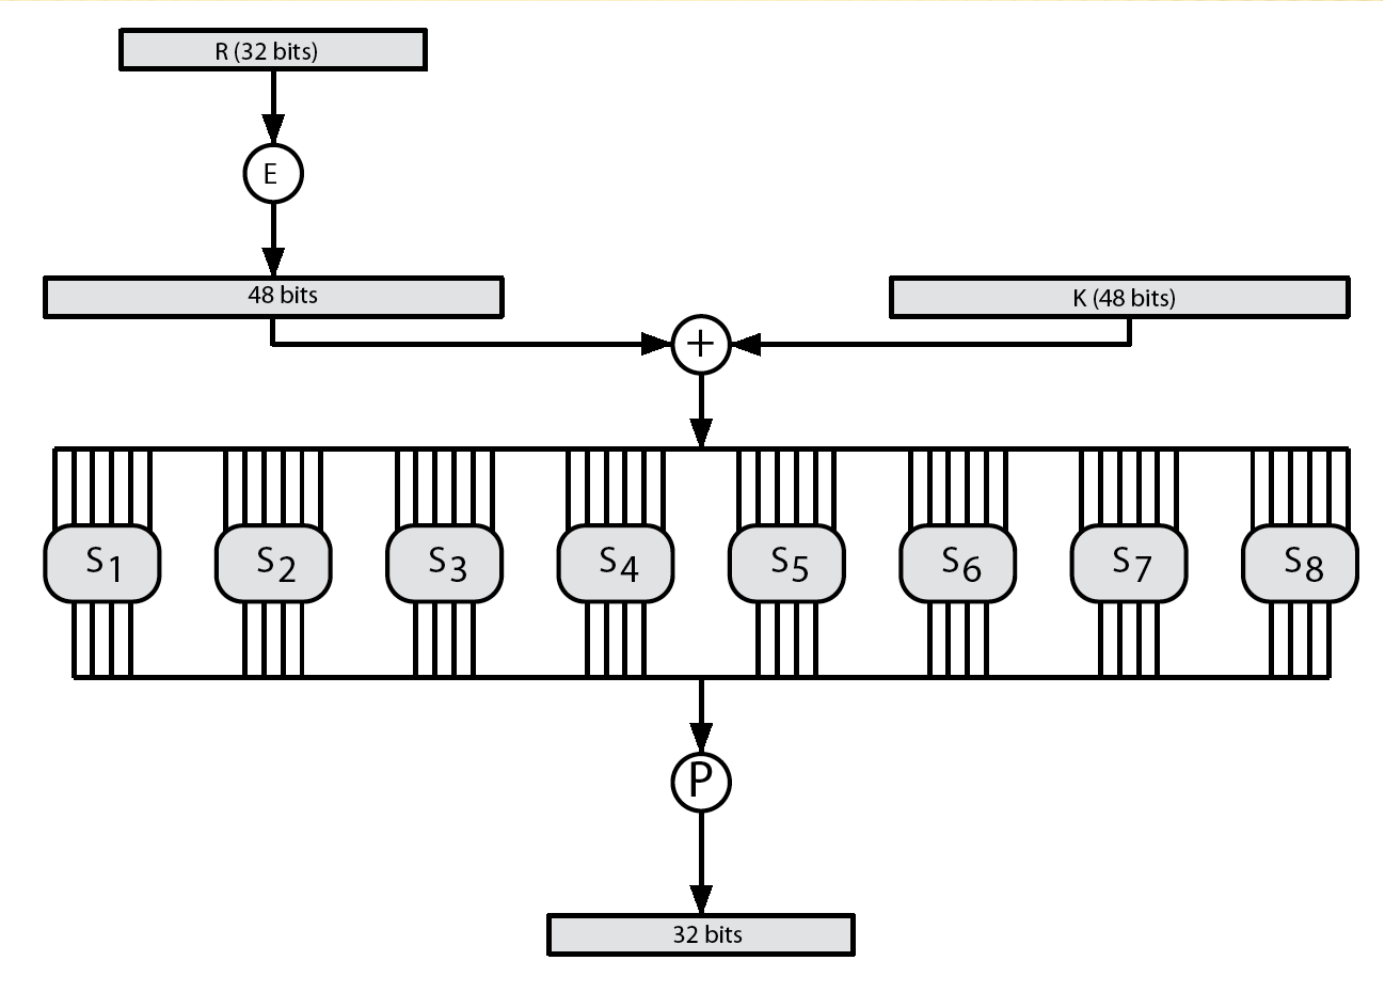 R (32 bits)
E
48 bits
K (48 bits)
+
S1 S2 S3 S4 S5 S6 S7 S8
P
32 bits